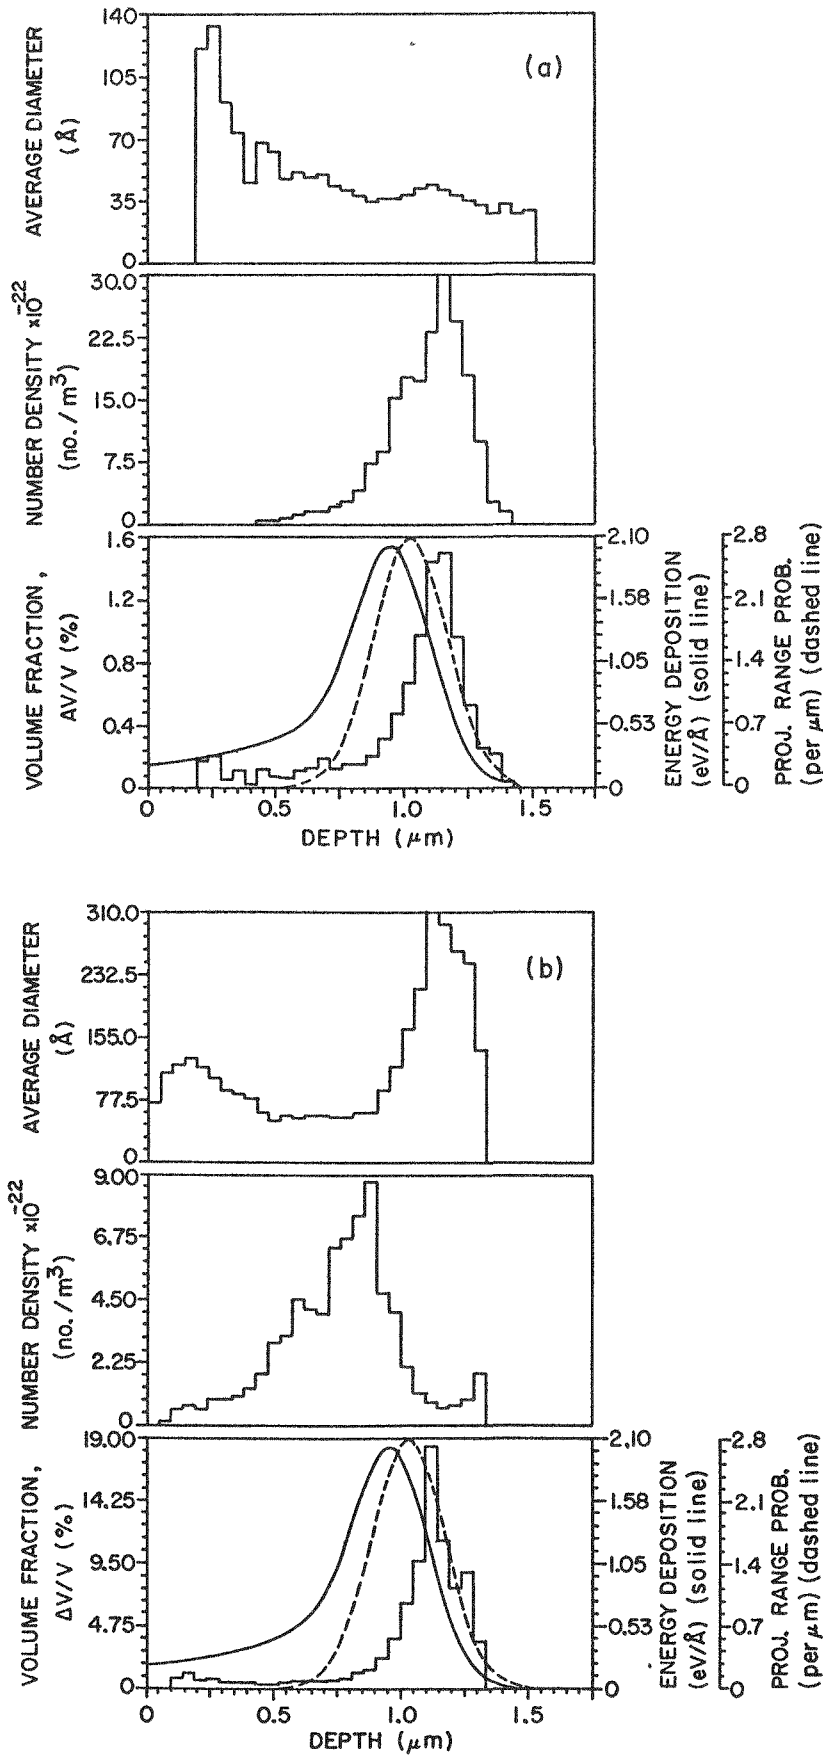 140
105
70
35
0
AVERAGE DIAMETER
(Å)
(a)
30.0
22.5
15.0
7.5
0
NUMBER DENSITY ×10⁻²²
(no./m³)
1.6
1.2
0.8
0.4
0
VOLUME FRACTION,
AV/V (%)
2.10
1.58
1.05
0.53
0
ENERGY DEPOSITION
(eV/Å) (solid line)
2.8
2.1
1.4
0.7
0
PROJ. RANGE PROB.
(per μm) (dashed line)
0 0.5 1.0 1.5
DEPTH (μm)
310.0
232.5
155.0
77.5
0
AVERAGE DIAMETER
(Å)
(b)
9.00
6.75
4.50
2.25
0
NUMBER DENSITY ×10⁻²²
(no./m³)
19.00
14.25
9.50
4.75
0
VOLUME FRACTION,
ΔV/V (%)
2.10
1.58
1.05
0.53
0
ENERGY DEPOSITION
(eV/Å) (solid line)
2.8
2.1
1.4
0.7
0
PROJ. RANGE PROB.
(per μm) (dashed line)
0 0.5 1.0 1.5
DEPTH (μm)